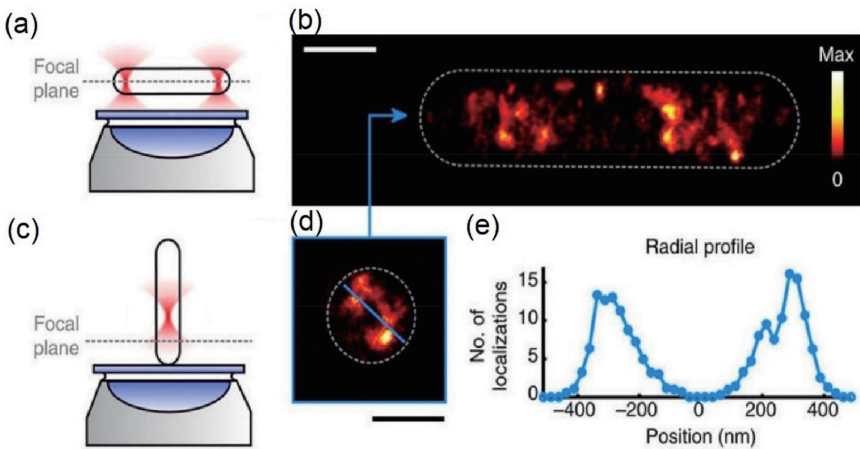 (a)
Focal
plane
(b)
Max
0
(c)
Focal
plane
(d)
(e)
Radial profile
No. of
localizations
15
10
5
0
−400 −200 0 200 400
Position (nm)